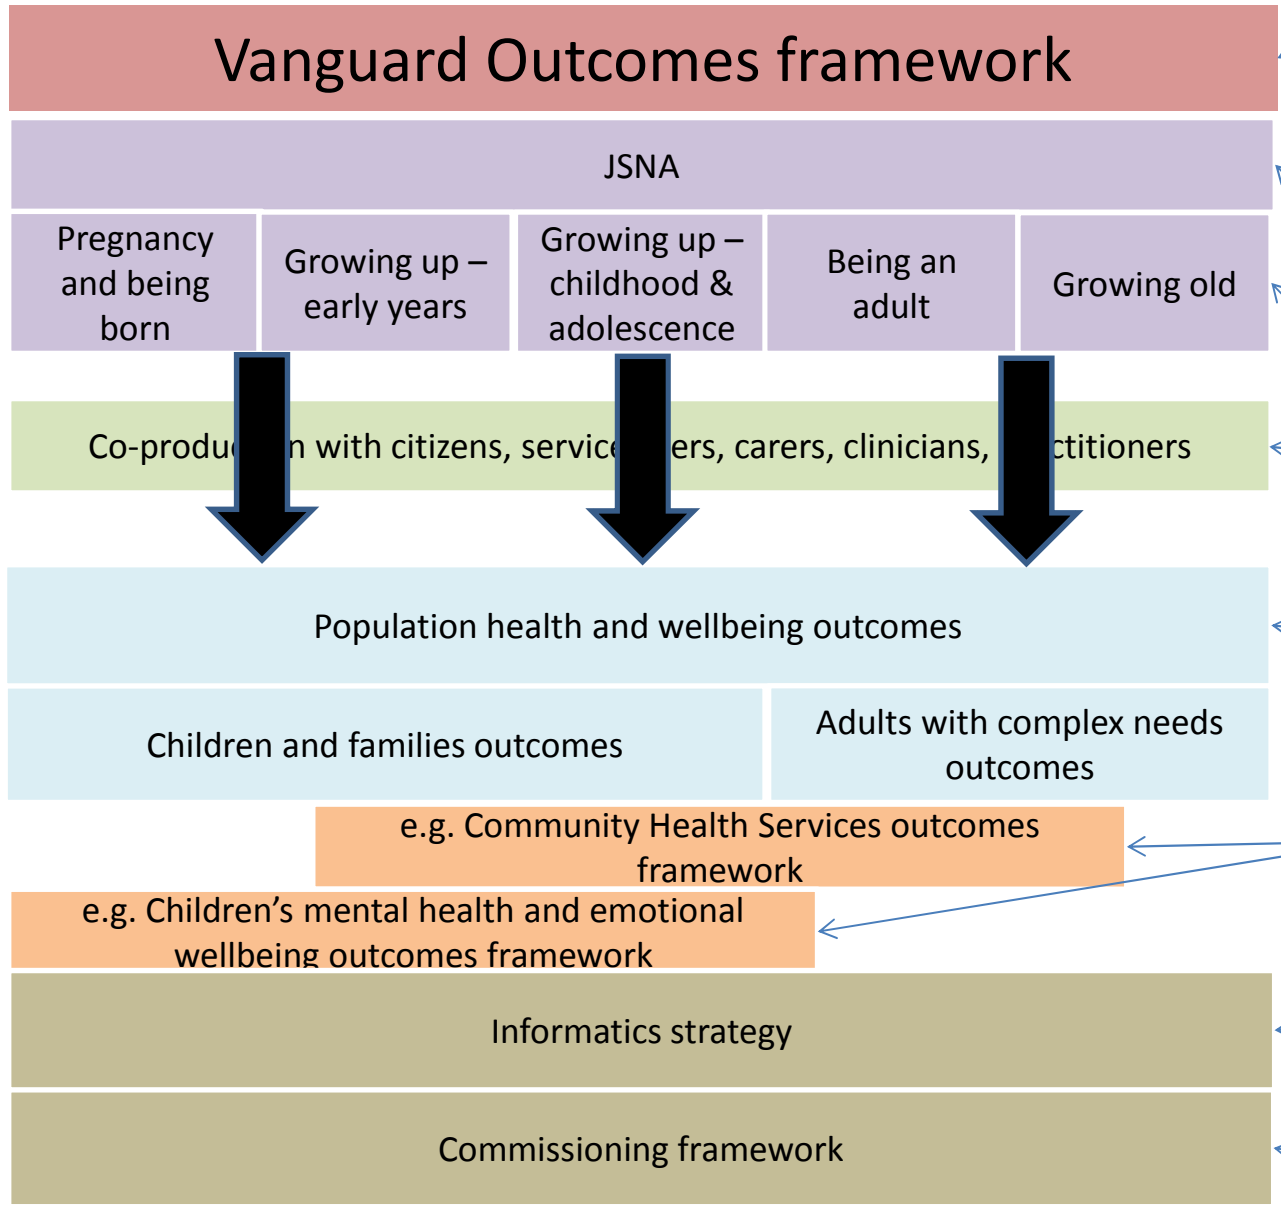 Vanguard Outcomes framework
JSNA
Pregnancy
and being
born
Growing up –
early years
Growing up –
childhood &
adolescence
Being an
adult
Growing old
Co-produ n with citizens, service ers, carers, clinicians, ctitioners
Population health and wellbeing outcomes
Children and families outcomes
Adults with complex needs
outcomes
e.g. Community Health Services outcomes
framework
e.g. Children’s mental health and emotional
wellbeing outcomes framework
Informatics strategy
Commissioning framework